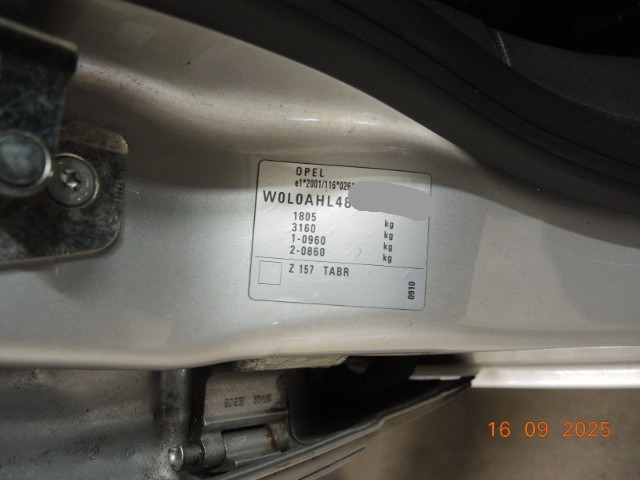 OPEL
e1*2001/116*026
W0L0AHL48
1805 kg
3160 kg
1-0960 kg
2-0860 kg
Z 157 TABR
0910
16 09 2025